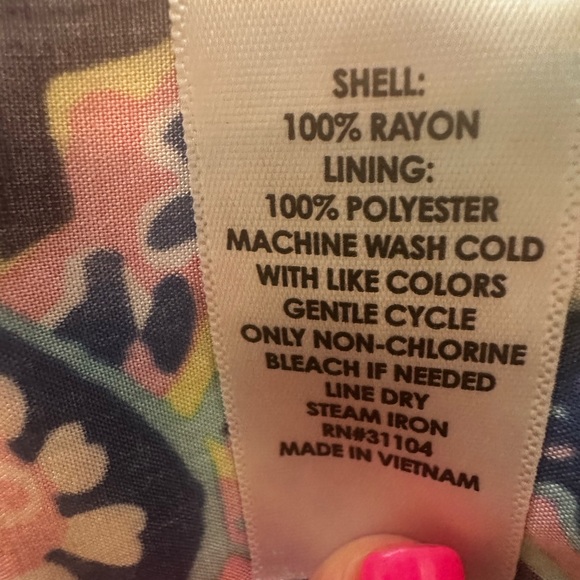 SHELL:
100% RAYON
LINING:
100% POLYESTER
MACHINE WASH COLD
WITH LIKE COLORS
GENTLE CYCLE
ONLY NON-CHLORINE
BLEACH IF NEEDED
LINE DRY
STEAM IRON
RN#31104
MADE IN VIETNAM